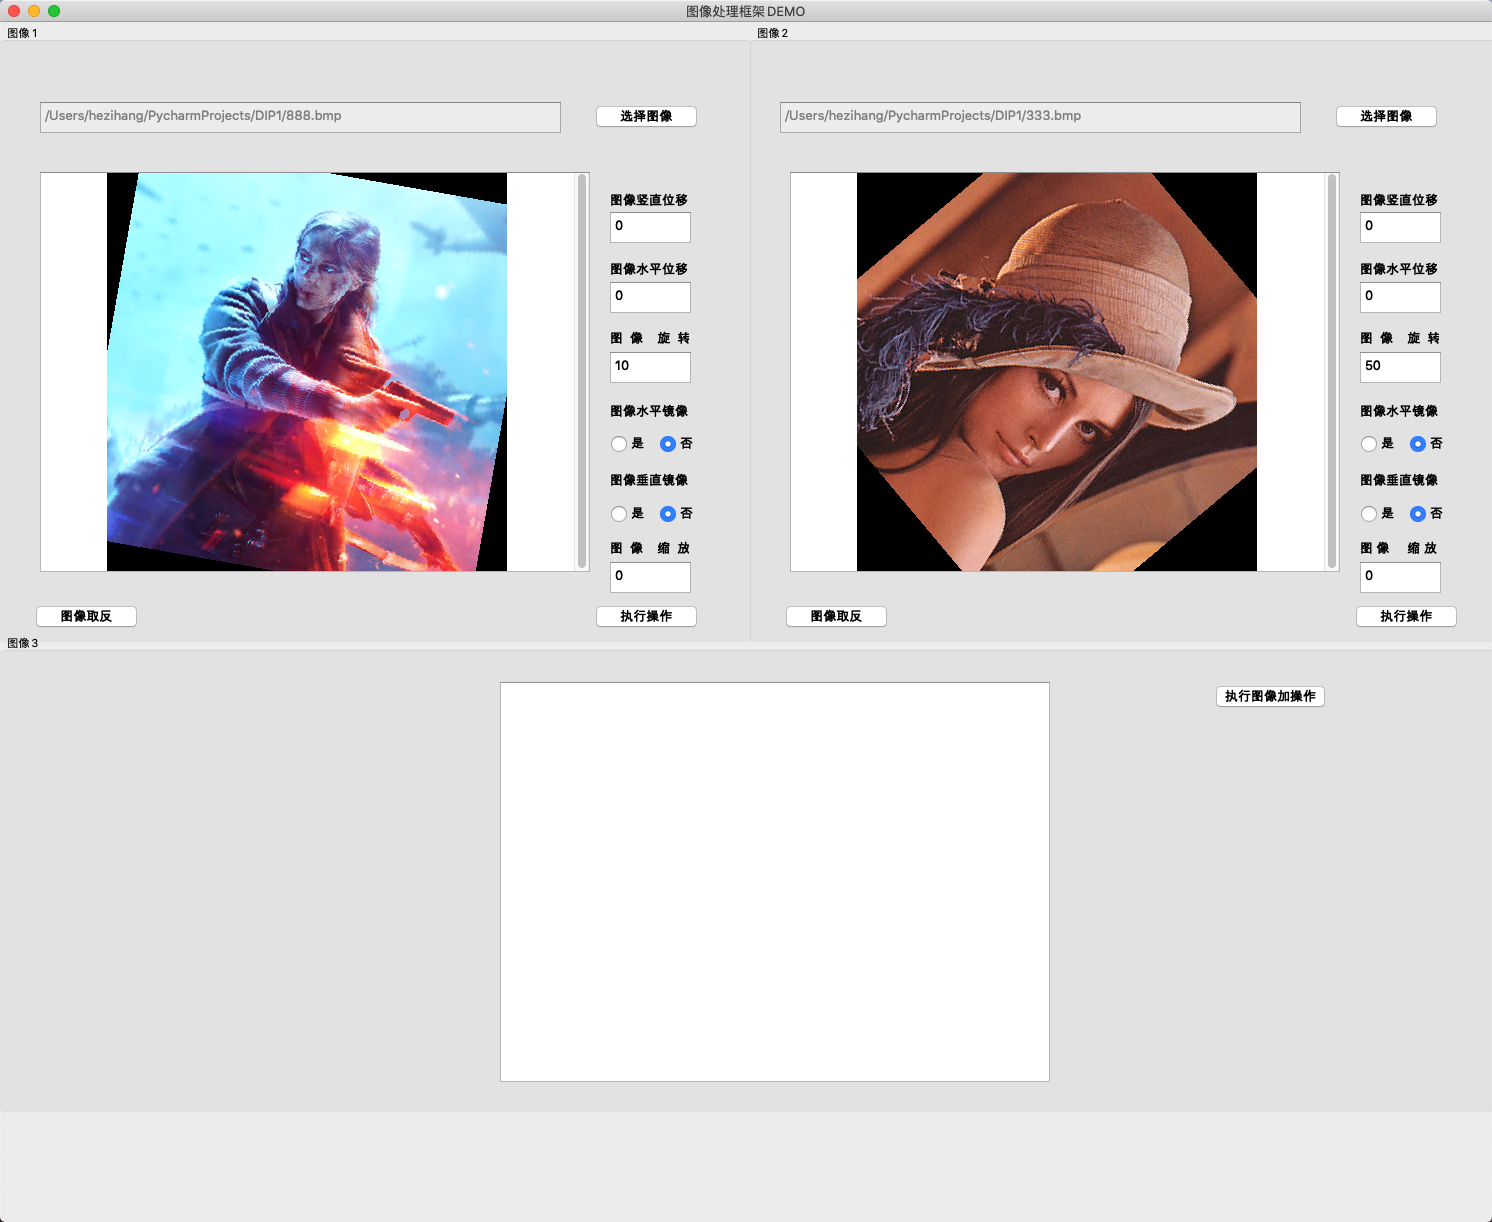 图像处理框架DEMO
图像1
/Users/hezihang/PycharmProjects/DIP1/888.bmp
选择图像
图像竖直位移
0
图像水平位移
0
图 像 旋 转
10
图像水平镜像
是 否
图像垂直镜像
是 否
图 像 缩 放
0
图像取反
执行操作
图像2
/Users/hezihang/PycharmProjects/DIP1/333.bmp
选择图像
图像竖直位移
0
图像水平位移
0
图 像 旋 转
50
图像水平镜像
是 否
图像垂直镜像
是 否
图 像 缩 放
0
图像取反
执行操作
图像3
执行图像加操作